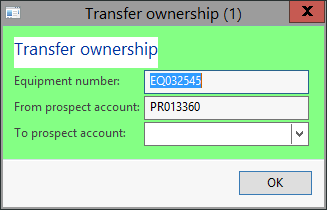 Transfer ownership (1)
Transfer ownership
Equipment number: EQ032545
From prospect account: PR013360
To prospect account:
OK